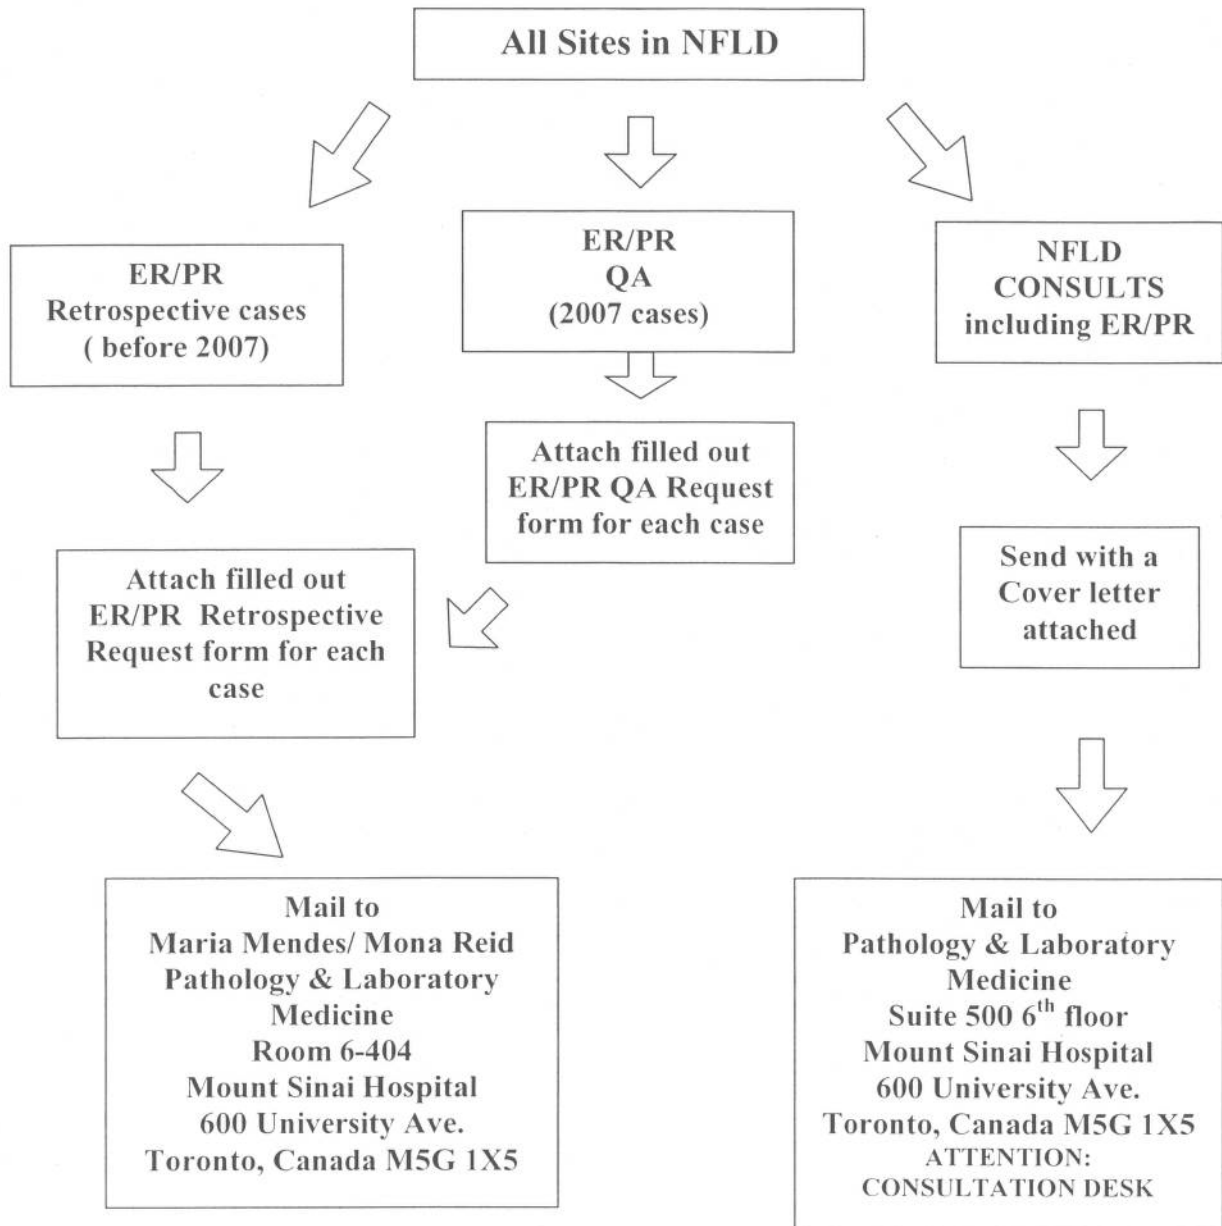 All Sites in NFLD
ER/PR
Retrospective cases
( before 2007)
ER/PR
QA
(2007 cases)
NFLD
CONSULTS
including ER/PR
Attach filled out
ER/PR QA Request
form for each case
Attach filled out
ER/PR Retrospective
Request form for each
case
Send with a
Cover letter
attached
Mail to
Maria Mendes/ Mona Reid
Pathology & Laboratory
Medicine
Room 6-404
Mount Sinai Hospital
600 University Ave.
Toronto, Canada M5G 1X5
Mail to
Pathology & Laboratory
Medicine
Suite 500 6th floor
Mount Sinai Hospital
600 University Ave.
Toronto, Canada M5G 1X5
ATTENTION:
CONSULTATION DESK